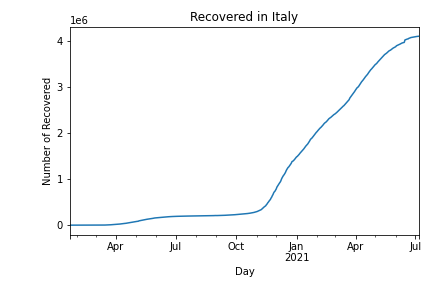 Recovered in Italy
1e6
4
3
2
1
0
Number of Recovered
Apr Jul Oct Jan Apr Jul
2021
Day